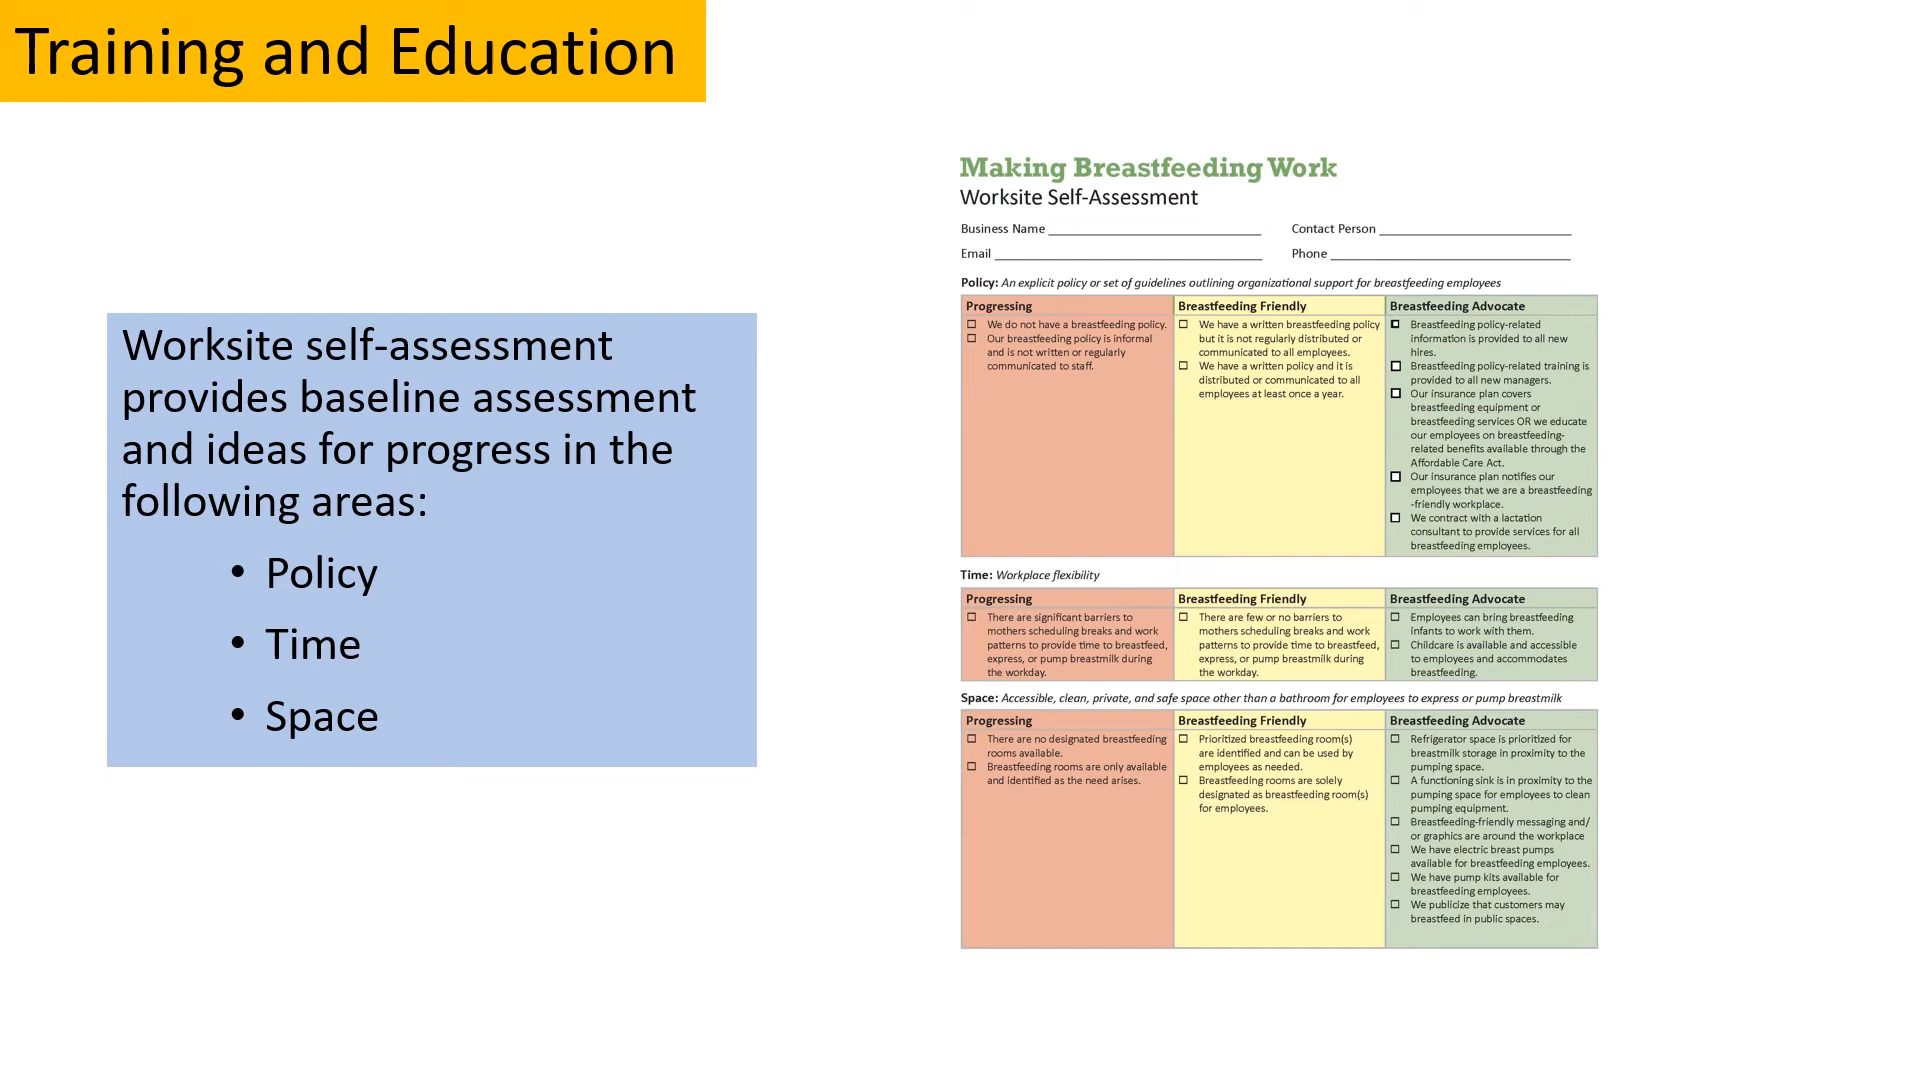 Training and Education
Worksite self-assessment
provides baseline assessment
and ideas for progress in the
following areas:
• Policy
• Time
• Space
Making Breastfeeding Work
Worksite Self-Assessment
Business Name ______ Contact Person ______
Email ______ Phone ______
Policy: An explicit policy or set of guidelines outlining organizational support for breastfeeding employees
Progressing
☐ We do not have a breastfeeding policy.
☐ Our breastfeeding policy is informal
and is not written or regularly
communicated to staff.
Breastfeeding Friendly
☐ We have a written breastfeeding policy
but it is not regularly distributed or
communicated to all employees.
☐ We have a written policy and it is
distributed or communicated to all
employees at least once a year.
Breastfeeding Advocate
☐ Breastfeeding policy-related
information is provided to all new
hires.
☐ Breastfeeding policy-related training is
provided to all new managers.
☐ Our insurance plan covers
breastfeeding equipment or
breastfeeding services OR we educate
our employees on breastfeeding-
related benefits available through the
Affordable Care Act.
☐ Our insurance plan notifies our
employees that we are a breastfeeding
-friendly workplace.
☐ We contract with a lactation
consultant to provide services for all
breastfeeding employees.
Time: Workplace flexibility
Progressing
☐ There are significant barriers to
mothers scheduling breaks and work
patterns to provide time to breastfeed,
express, or pump breastmilk during
the workday.
Breastfeeding Friendly
☐ There are few or no barriers to
mothers scheduling breaks and work
patterns to provide time to breastfeed,
express, or pump breastmilk during
the workday.
Breastfeeding Advocate
☐ Employees can bring breastfeeding
infants to work with them.
☐ Childcare is available and accessible
to employees and accommodates
breastfeeding.
Space: Accessible, clean, private, and safe space other than a bathroom for employees to express or pump breastmilk
Progressing
☐ There are no designated breastfeeding
rooms available.
☐ Breastfeeding rooms are only available
and identified as the need arises.
Breastfeeding Friendly
☐ Prioritized breastfeeding room(s)
are identified and can be used by
employees as needed.
☐ Breastfeeding rooms are solely
designated as breastfeeding room(s)
for employees.
Breastfeeding Advocate
☐ Refrigerator space is prioritized for
breastmilk storage in proximity to the
pumping space.
☐ A functioning sink is in proximity to the
pumping space for employees to clean
pumping equipment.
☐ Breastfeeding-friendly messaging and/
or graphics are around the workplace
☐ We have electric breast pumps
available for breastfeeding employees.
☐ We have pump kits available for
breastfeeding employees.
☐ We publicize that customers may
breastfeed in public spaces.